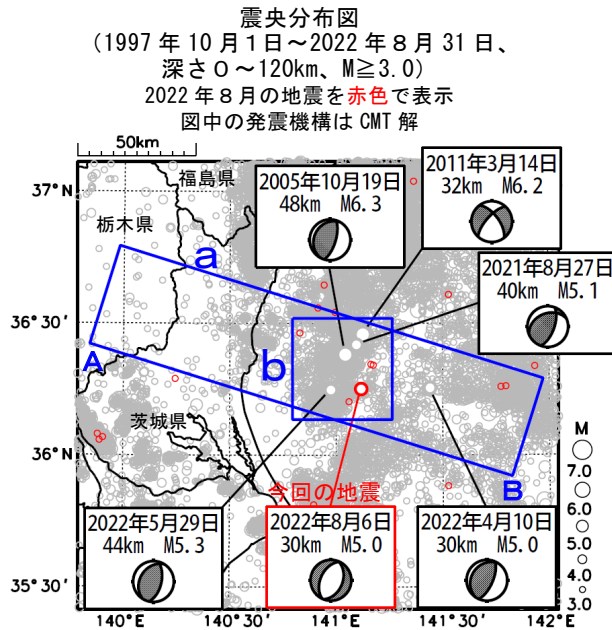 震央分布図
(1997年10月1日~2022年8月31日、
深さ0~120km、M≧3.0)
2022年8月の地震を赤色で表示
図中の発震機構はCMT解
50km
37°N
36°30'
36°N
35°30'
140°E
140°30'
141°E
141°30'
142°E
福島県
栃木県
茨城県
a
b
A
B
2005年10月19日
48km M6.3
2011年3月14日
32km M6.2
2021年8月27日
40km M5.1
今回の地震
2022年5月29日
44km M5.3
2022年8月6日
30km M5.0
2022年4月10日
30km M5.0
M
7.0
6.0
5.0
4.0
3.0